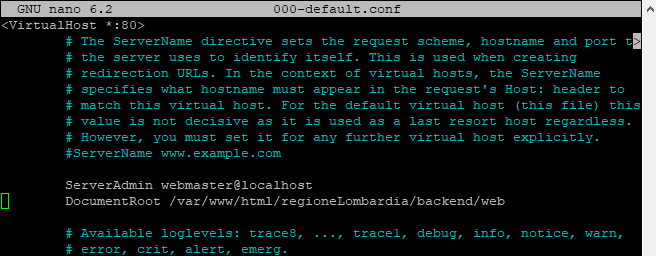 GNU nano 6.2 000-default.conf
<VirtualHost *:80>
# The ServerName directive sets the request scheme, hostname and port t>
# the server uses to identify itself. This is used when creating
# redirection URLs. In the context of virtual hosts, the ServerName
# specifies what hostname must appear in the request's Host: header to
# match this virtual host. For the default virtual host (this file) this
# value is not decisive as it is used as a last resort host regardless.
# However, you must set it for any further virtual host explicitly.
#ServerName www.example.com
ServerAdmin webmaster@localhost
DocumentRoot /var/www/html/regioneLombardia/backend/web
# Available loglevels: trace8, ..., trace1, debug, info, notice, warn,
# error, crit, alert, emerg.